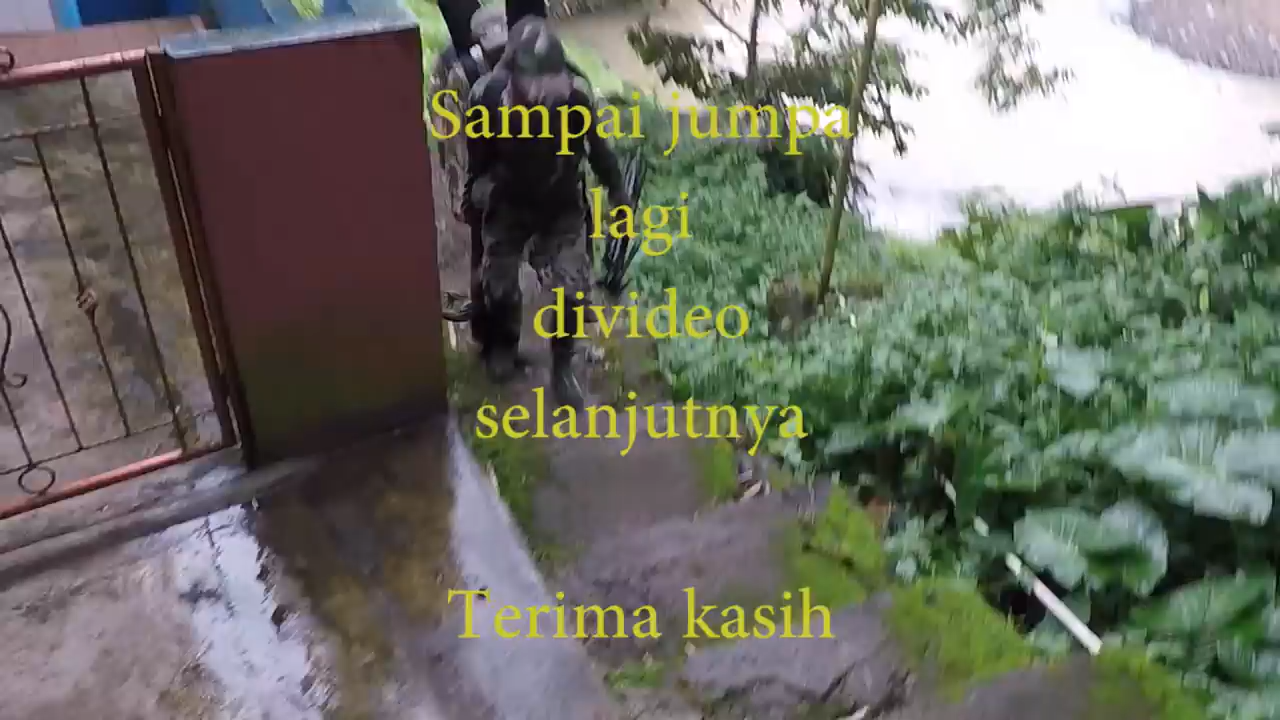 Sampai jumpa
lagi
divideo
selanjutnya
Terima kasih